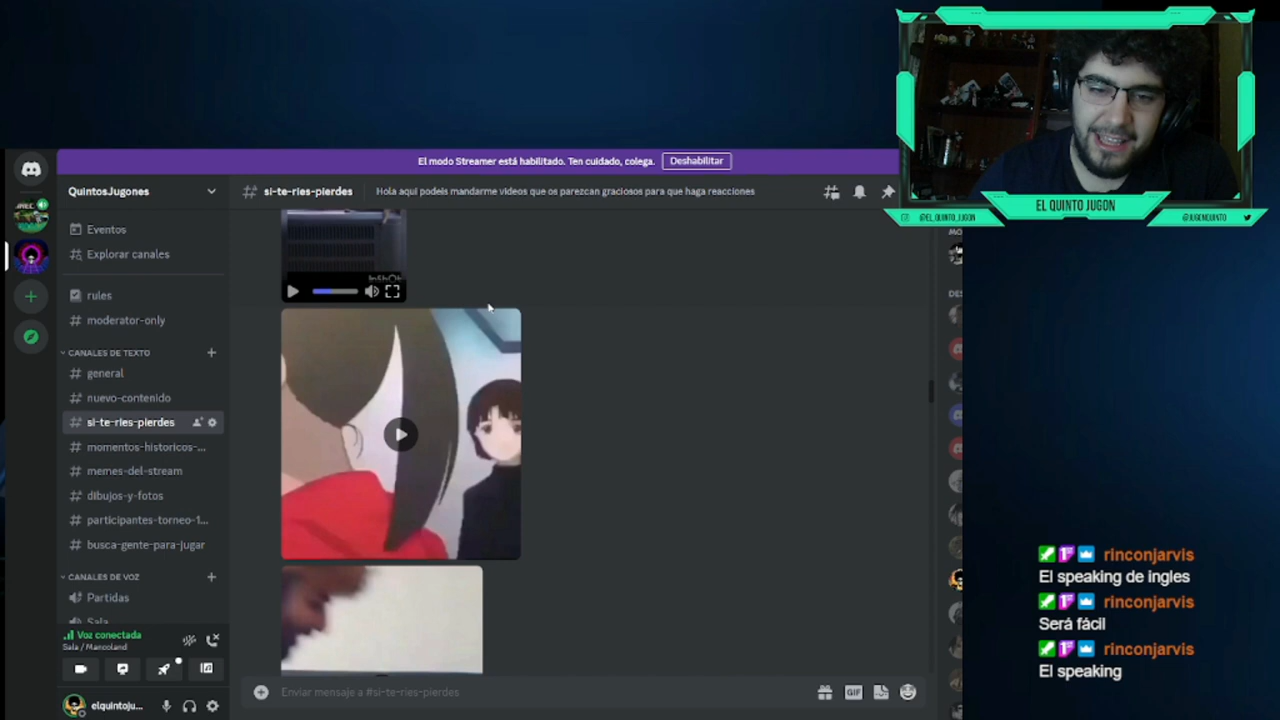 El modo Streamer está habilitado. Ten cuidado, colega. Deshabilitar
QuintosJugones
si-te-ries-pierdes
Hola aqui podeis mandarme videos que os parezcan graciosos para que haga reacciones
EL QUINTO JUGON
@EL_QUINTO_JUGON
@JUGONQUINTO
Eventos
Explorar canales
rules
moderator-only
CANALES DE TEXTO
general
nuevo-contenido
si-te-ries-pierdes
momentos-historicos-...
memes-del-stream
dibujos-y-fotos
participantes-torneo-1...
busca-gente-para-jugar
CANALES DE VOZ
Partidas
Sala
Voz conectada
Sala / Mancoland
elquintoju...
Enviar mensaje a #si-te-ries-pierdes
GIF
rinconjarvis
El speaking de ingles
rinconjarvis
Será fácil
rinconjarvis
El speaking